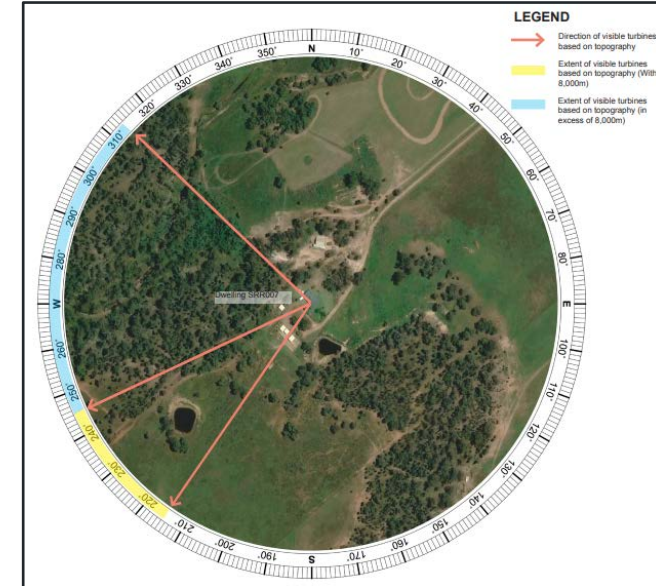 LEGEND
Direction of visible turbines
based on topography
Extent of visible turbines
based on topography (With
8,000m)
Extent of visible turbines
based on topography (in
excess of 8,000m)
N
10°
20°
30°
40°
50°
60°
70°
80°
E
100°
110°
120°
130°
140°
150°
160°
170°
S
190°
200°
210°
220°
230°
240°
250°
260°
W
280°
290°
300°
310°
320°
330°
340°
350°
Dwelling SRR007